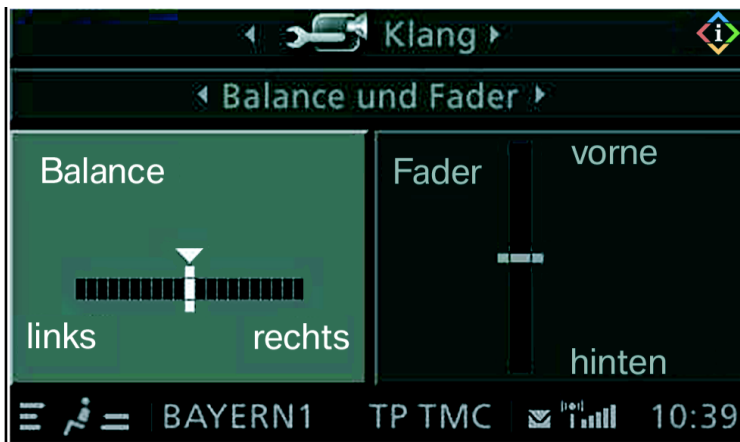 Klang
Balance und Fader
Balance
links rechts
Fader
vorne
hinten
BAYERN1 TP TMC 10:39